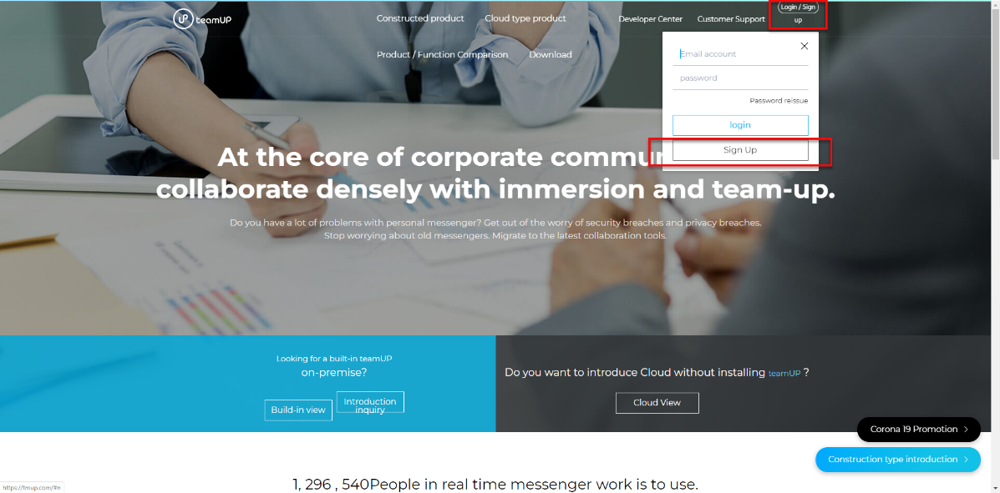 UP teamUP
Constructed product
Cloud type product
Developer Center
Customer Support
Login / Sign
up
Product / Function Comparison
Download
Email account
password
Password reissue
login
Sign Up
At the core of corporate commun
collaborate densely with immersion and team-up.
Do you have a lot of problems with personal messenger? Get out of the worry of security breaches and privacy breaches.
Stop worrying about old messengers. Migrate to the latest collaboration tools.
Looking for a built-in teamUP
on-premise?
Build-in view
Introduction
inquiry
Do you want to introduce Cloud without installing teamUP ?
Cloud View
Corona 19 Promotion
Construction type introduction
https://tmup.com/#n
1, 296 , 540People in real time messenger work is to use.